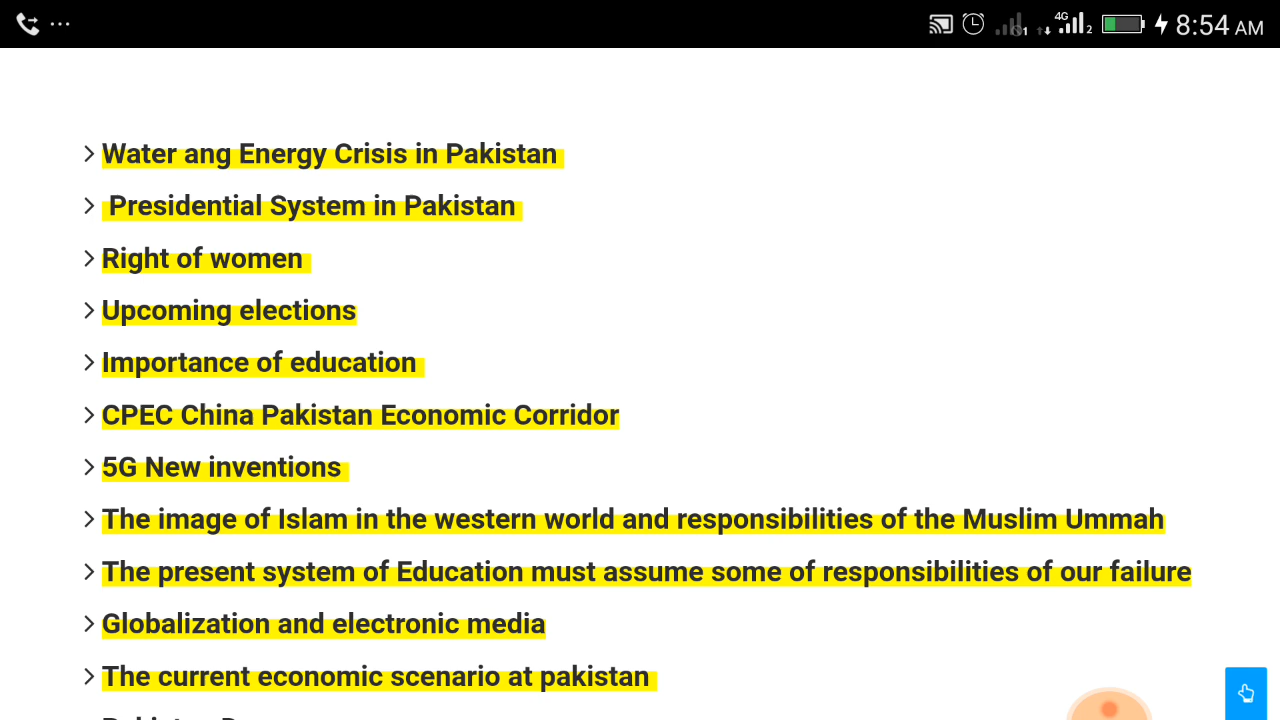 4G 1 2 8:54 AM
Water ang Energy Crisis in Pakistan
Presidential System in Pakistan
Right of women
Upcoming elections
Importance of education
CPEC China Pakistan Economic Corridor
5G New inventions
The image of Islam in the western world and responsibilities of the Muslim Ummah
The present system of Education must assume some of responsibilities of our failure
Globalization and electronic media
The current economic scenario at pakistan